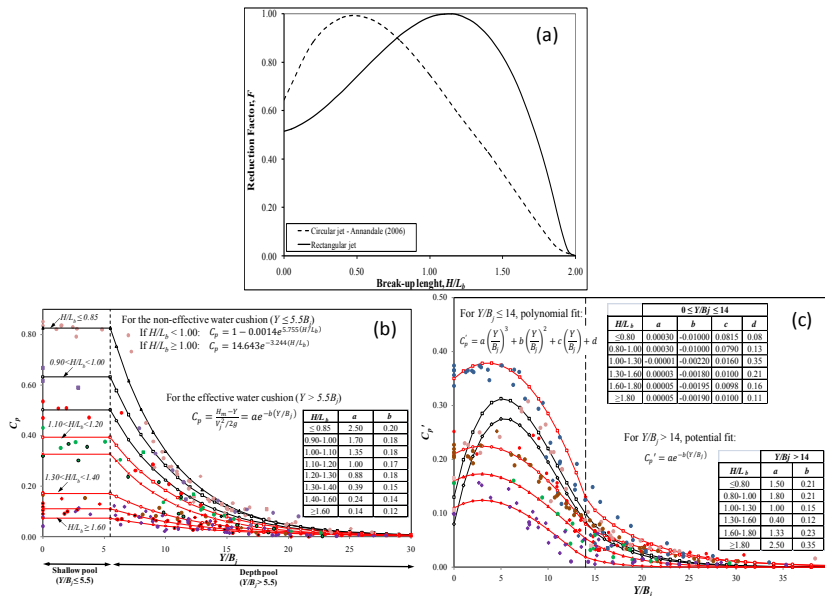 (a)
Reduction Factor, F
1.00
0.80
0.60
0.40
0.20
0.00
Circular jet - Annandale (2006)
Rectangular jet
0.00 0.50 1.00 1.50 2.00
Break-up lenght, H/Lb
(b)
Cp
0.80
0.60
0.40
0.20
0.00
H/Lb ≤ 0.85
0.90<H/Lb<1.00
1.10<H/Lb<1.20
1.30<H/Lb<1.40
H/Lb ≥ 1.60
For the non-effective water cushion (Y ≤ 5.5Bj)
If H/Lb < 1.00: Cp = 1 − 0.0014e^5.755(H/Lb)
If H/Lb ≥ 1.00: Cp = 14.643e^-3.244(H/Lb)
For the effective water cushion (Y > 5.5Bj)
Cp = (Hm−Y)/(Vj²/2g) = ae^−b(Y/Bj)
H/Lb a b
≤ 0.85 2.50 0.20
0.90-1.00 1.70 0.18
1.00-1.10 1.35 0.18
1.10-1.20 1.00 0.17
1.20-1.30 0.88 0.18
1.30-1.40 0.39 0.15
1.40-1.60 0.24 0.14
≥1.60 0.14 0.12
0 5 10 15 20 25 30
Y/Bj
Shallow pool
(Y/Bj ≤ 5.5)
Depth pool
(Y/Bj > 5.5)
(c)
Cp'
0.50
0.40
0.30
0.20
0.10
0.00
For Y/Bj ≤ 14, polynomial fit:
Cp' = a(Y/Bj)³ + b(Y/Bj)² + c(Y/Bj) + d
0 ≤ Y/Bj ≤ 14
H/Lb a b c d
≤0.80 0.00030 -0.01000 0.0815 0.08
0.80-1.00 0.00030 -0.01000 0.0790 0.13
1.00-1.30 -0.00001 -0.00220 0.0160 0.35
1.30-1.60 0.00003 -0.00180 0.0100 0.21
1.60-1.80 0.00005 -0.00195 0.0098 0.16
≥1.80 0.00005 -0.00190 0.0100 0.11
For Y/Bj > 14, potential fit:
Cp' = ae^−b(Y/Bj)
Y/Bj > 14
H/Lb a b
≤0.80 1.50 0.21
0.80-1.00 1.80 0.21
1.00-1.30 1.00 0.15
1.30-1.60 0.40 0.12
1.60-1.80 1.33 0.23
≥1.80 2.50 0.35
0 5 10 15 20 25 30 35
Y/Bj